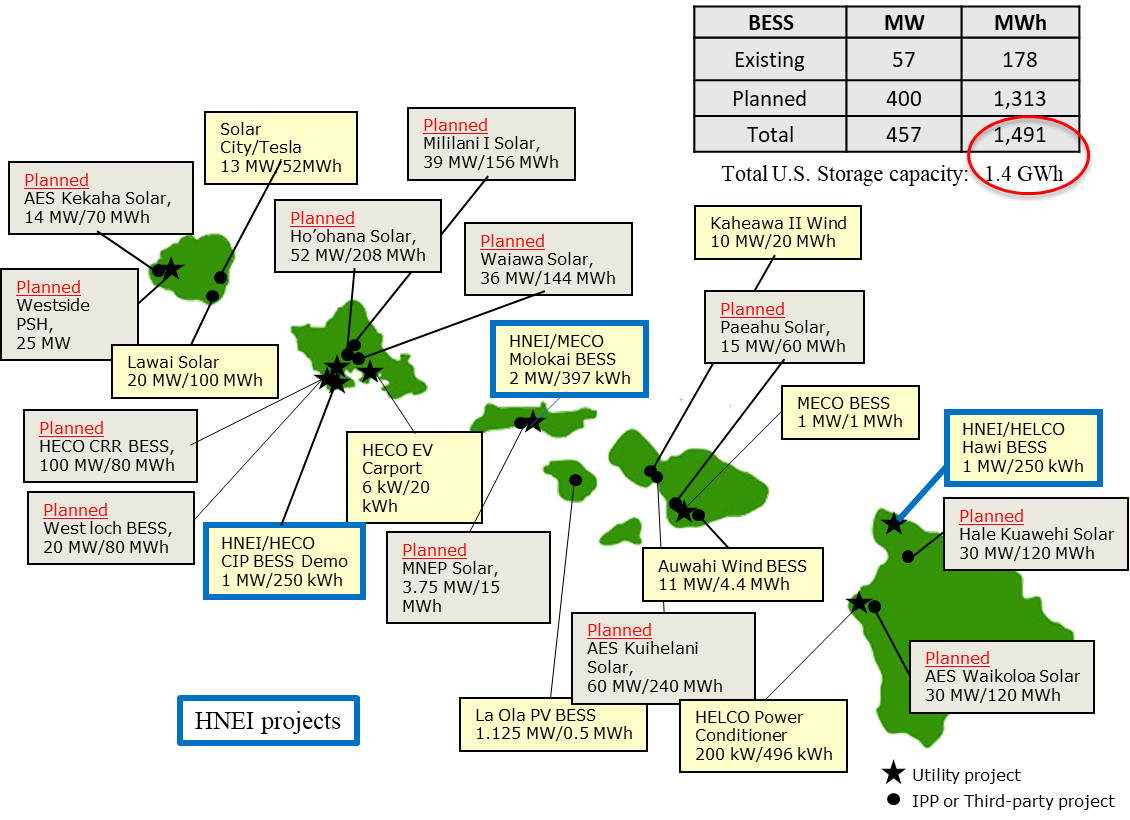 BESS MW MWh
Existing 57 178
Planned 400 1,313
Total 457 1,491
Total U.S. Storage capacity: 1.4 GWh
Solar
City/Tesla
13 MW/52MWh
Planned
Mililani I Solar,
39 MW/156 MWh
Planned
AES Kekaha Solar,
14 MW/70 MWh
Planned
Ho’ohana Solar,
52 MW/208 MWh
Planned
Waiawa Solar,
36 MW/144 MWh
Kaheawa II Wind
10 MW/20 MWh
Planned
Westside
PSH,
25 MW
Planned
Paeahu Solar,
15 MW/60 MWh
HNEI/MECO
Molokai BESS
2 MW/397 kWh
Lawai Solar
20 MW/100 MWh
MECO BESS
1 MW/1 MWh
Planned
HECO CRR BESS,
100 MW/80 MWh
HECO EV
Carport
6 kW/20
kWh
HNEI/HELCO
Hawi BESS
1 MW/250 kWh
Planned
West loch BESS,
20 MW/80 MWh
HNEI/HECO
CIP BESS Demo
1 MW/250 kWh
Planned
MNEP Solar,
3.75 MW/15
MWh
Auwahi Wind BESS
11 MW/4.4 MWh
Planned
Hale Kuawehi Solar
30 MW/120 MWh
Planned
AES Kuihelani
Solar,
60 MW/240 MWh
Planned
AES Waikoloa Solar
30 MW/120 MWh
HNEI projects
La Ola PV BESS
1.125 MW/0.5 MWh
HELCO Power
Conditioner
200 kW/496 kWh
Utility project
IPP or Third-party project